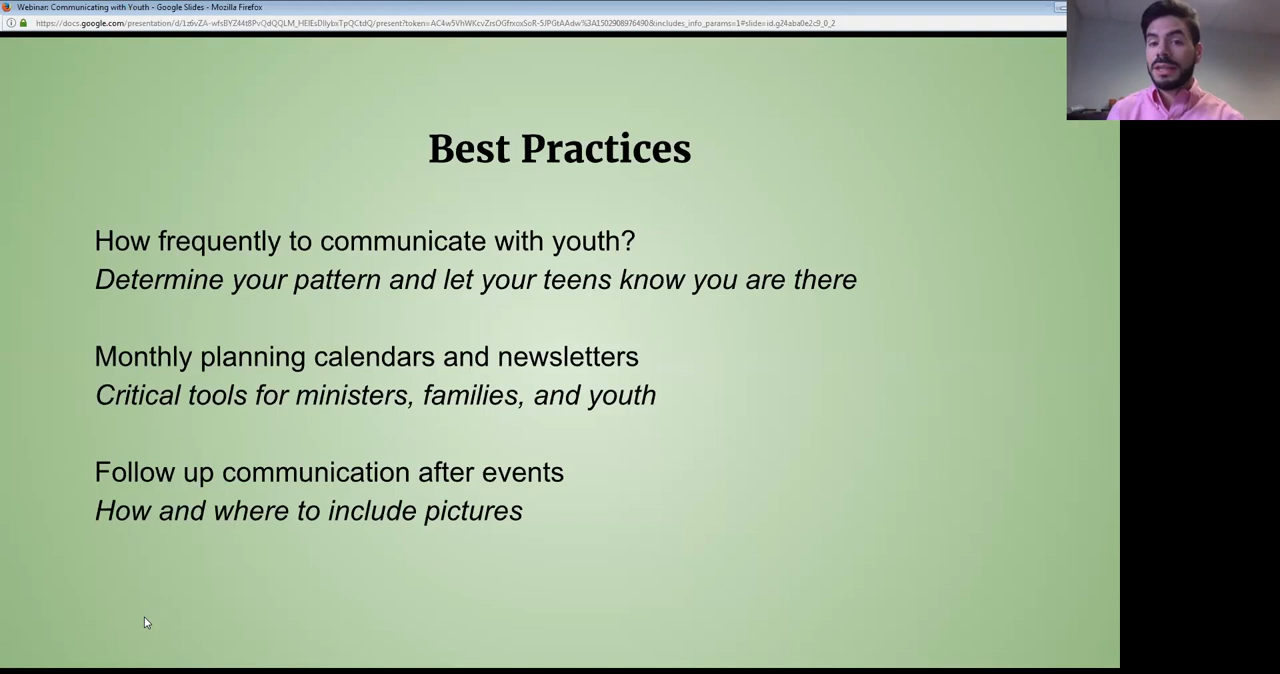 Webinar: Communicating with Youth - Google Slides - Mozilla Firefox
Best Practices
How frequently to communicate with youth?
Determine your pattern and let your teens know you are there
Monthly planning calendars and newsletters
Critical tools for ministers, families, and youth
Follow up communication after events
How and where to include pictures